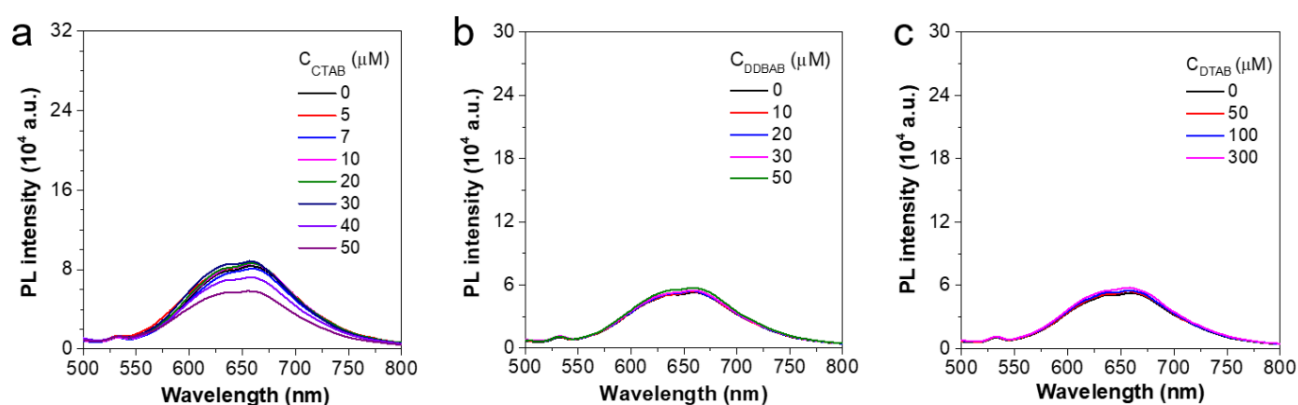 a
C_CTAB (μM)
0
5
7
10
20
30
40
50
32
24
16
8
0
PL intensity (10⁴ a.u.)
500 550 600 650 700 750 800
Wavelength (nm)
b
C_DDBAB (μM)
0
10
20
30
50
30
24
18
12
6
0
PL intensity (10⁴ a.u.)
500 550 600 650 700 750 800
Wavelength (nm)
c
C_DTAB (μM)
0
50
100
300
30
24
18
12
6
0
PL intensity (10⁴ a.u.)
500 550 600 650 700 750 800
Wavelength (nm)